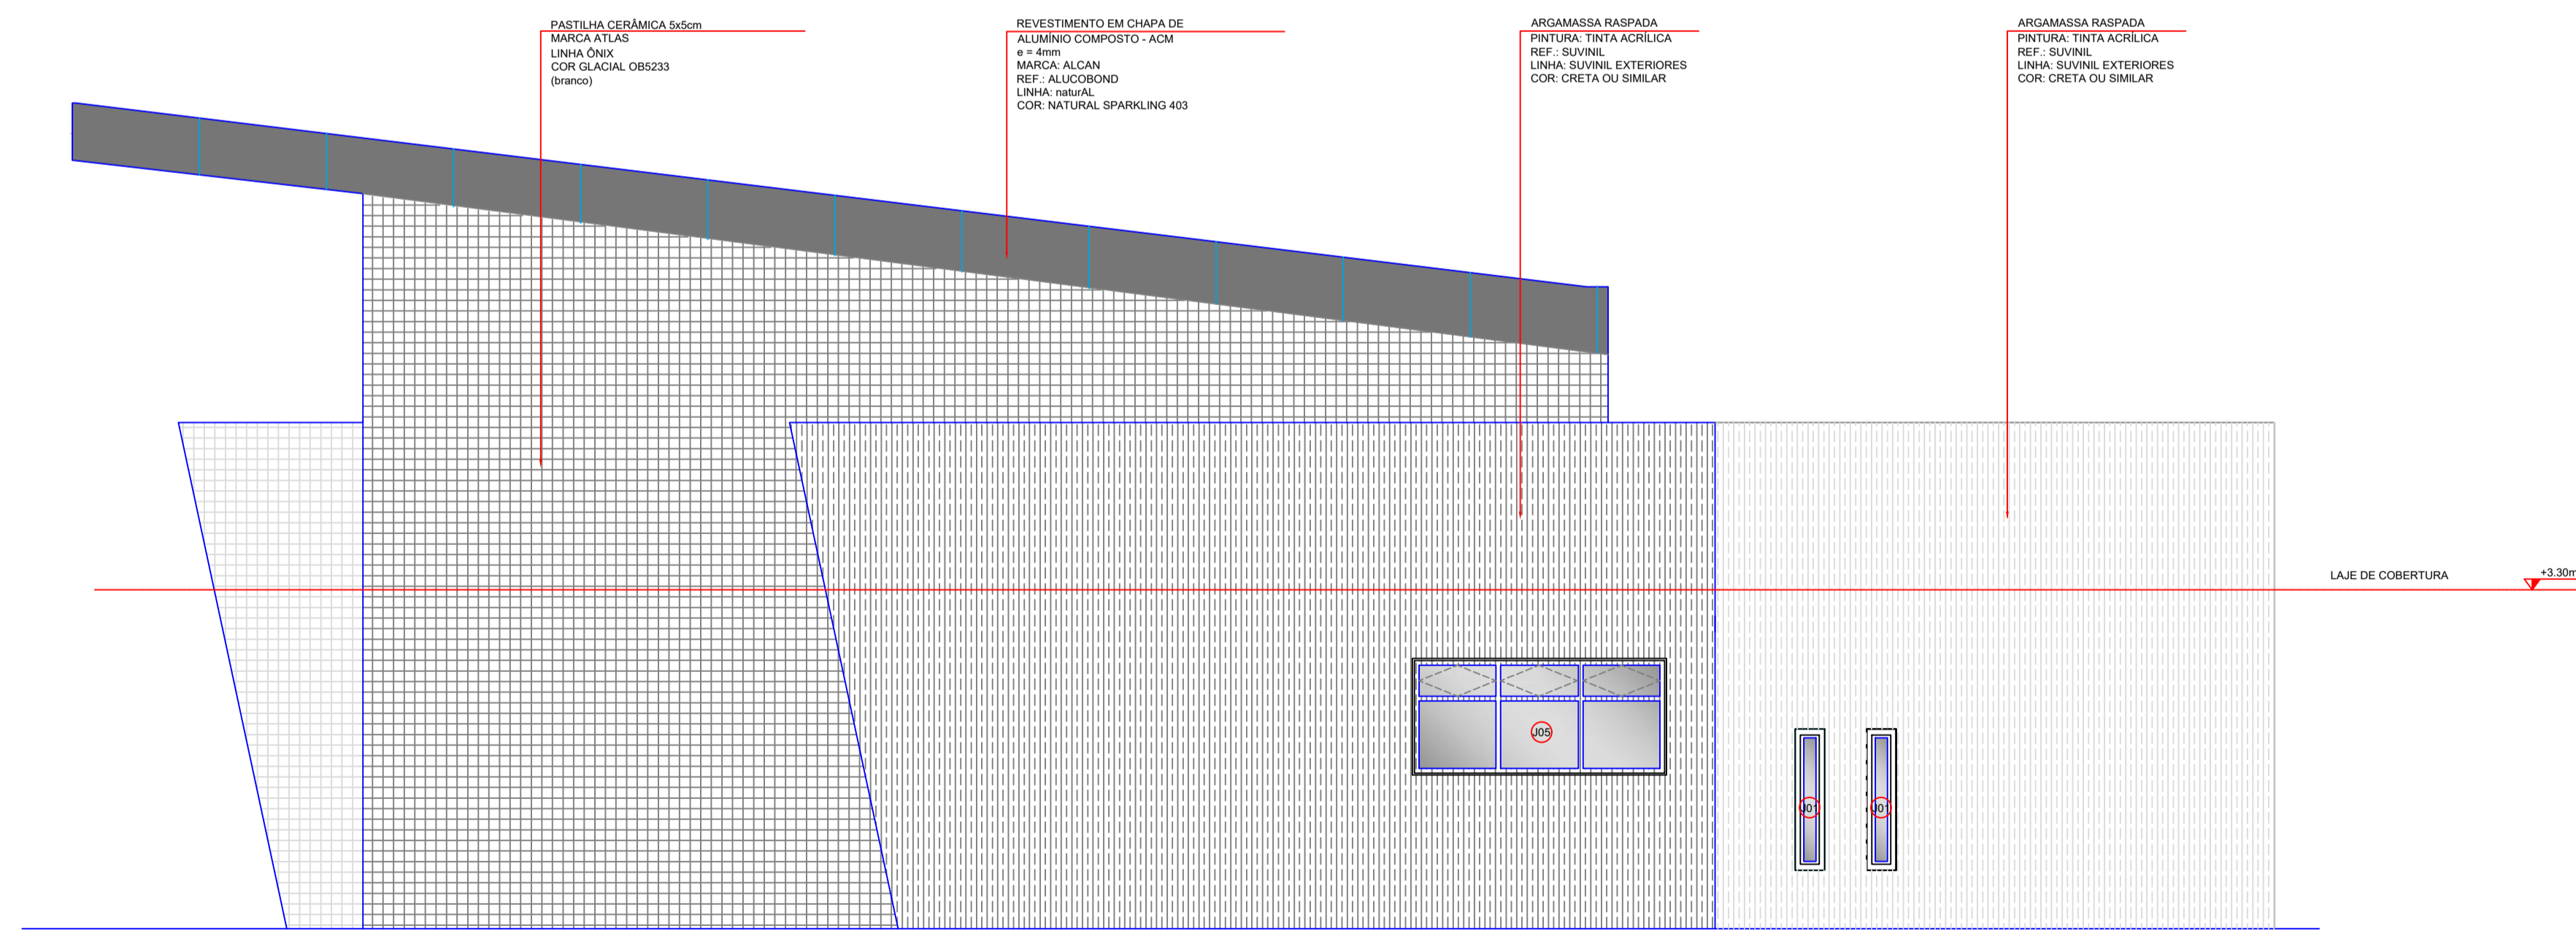 PASTILHA CERÂMICA 5x5cm
MARCA ATLAS
LINHA ÔNIX
COR GLACIAL OB5233
(branco)
REVESTIMENTO EM CHAPA DE
ALUMÍNIO COMPOSTO - ACM
e = 4mm
MARCA: ALCAN
REF.: ALUCOBOND
LINHA: naturAL
COR: NATURAL SPARKLING 403
ARGAMASSA RASPADA
PINTURA: TINTA ACRÍLICA
REF.: SUVINIL
LINHA: SUVINIL EXTERIORES
COR: CRETA OU SIMILAR
ARGAMASSA RASPADA
PINTURA: TINTA ACRÍLICA
REF.: SUVINIL
LINHA: SUVINIL EXTERIORES
COR: CRETA OU SIMILAR
LAJE DE COBERTURA
+3.30m
J05
J01
J01